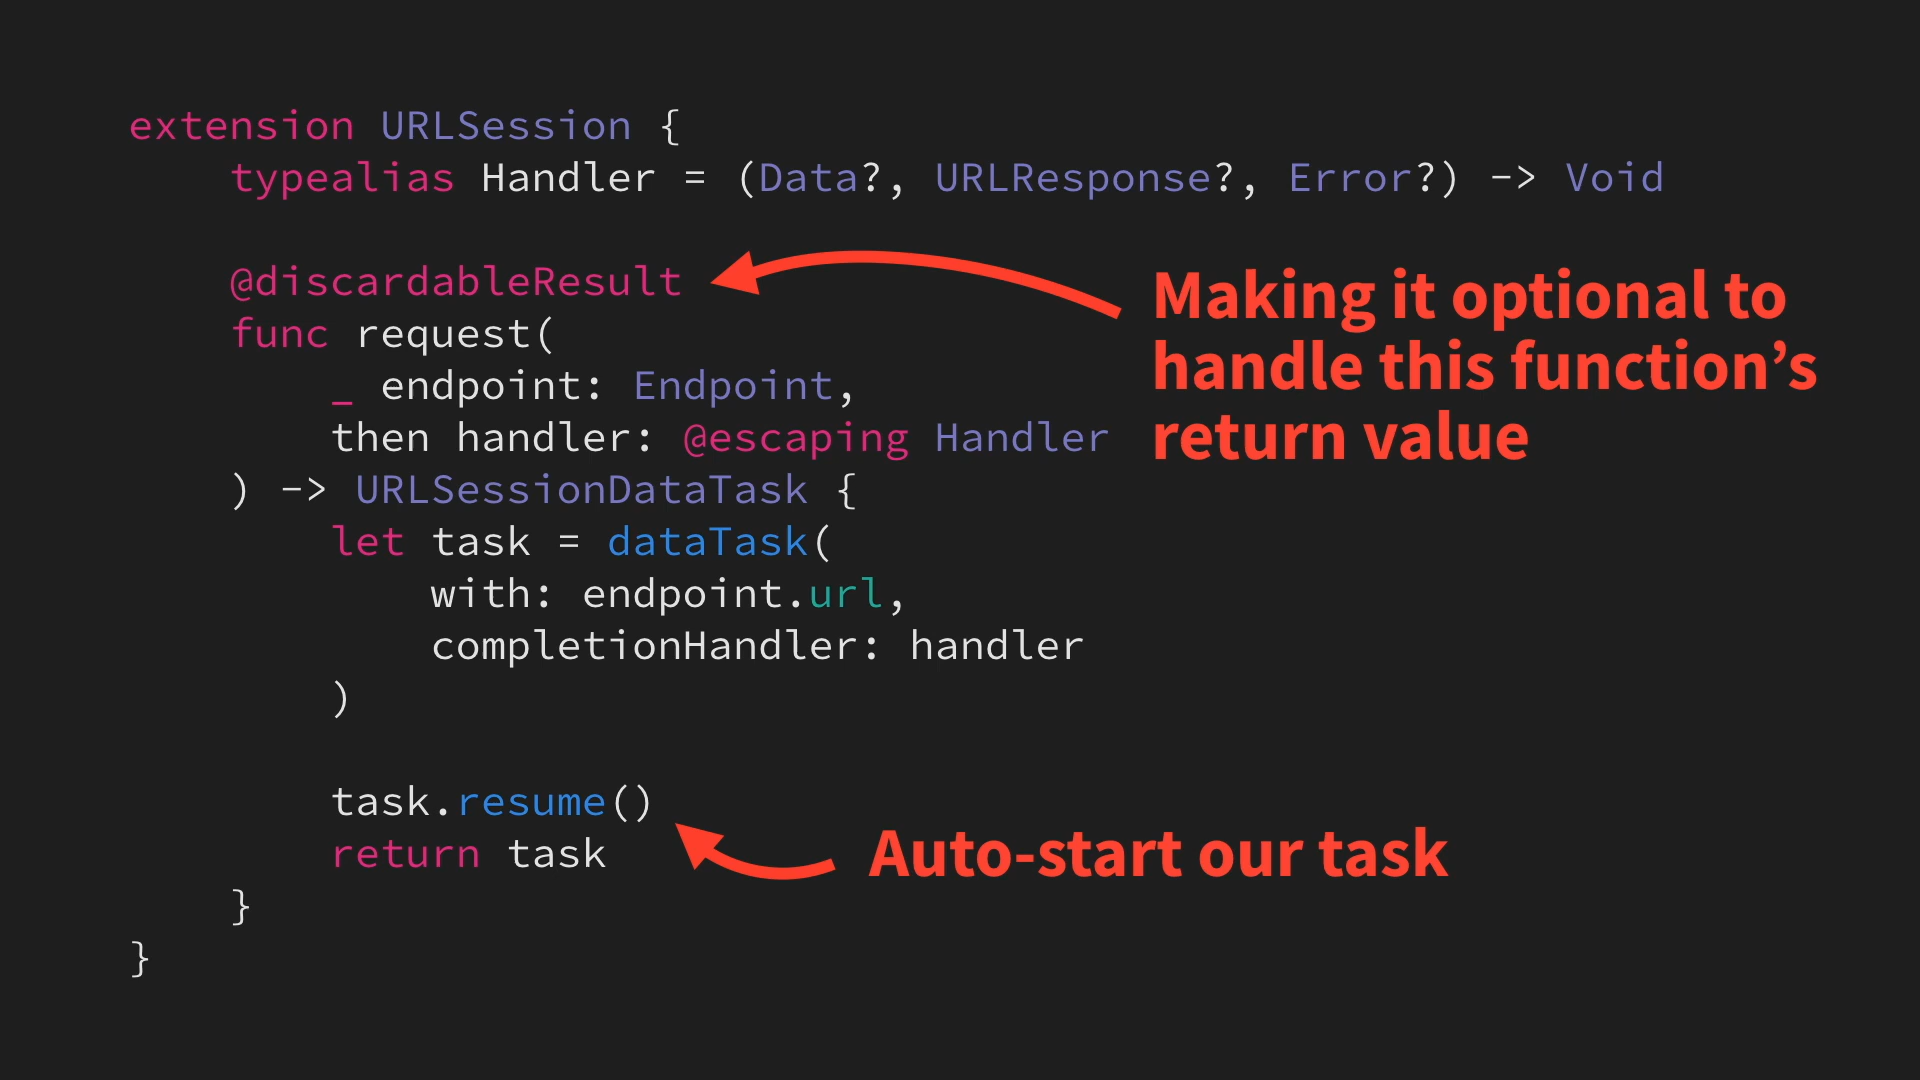 extension URLSession {
    typealias Handler = (Data?, URLResponse?, Error?) -> Void
    @discardableResult
    func request(
        _ endpoint: Endpoint,
        then handler: @escaping Handler
    ) -> URLSessionDataTask {
        let task = dataTask(
            with: endpoint.url,
            completionHandler: handler
        )
        task.resume()
        return task
    }
}
Making it optional to
handle this function’s
return value
Auto-start our task